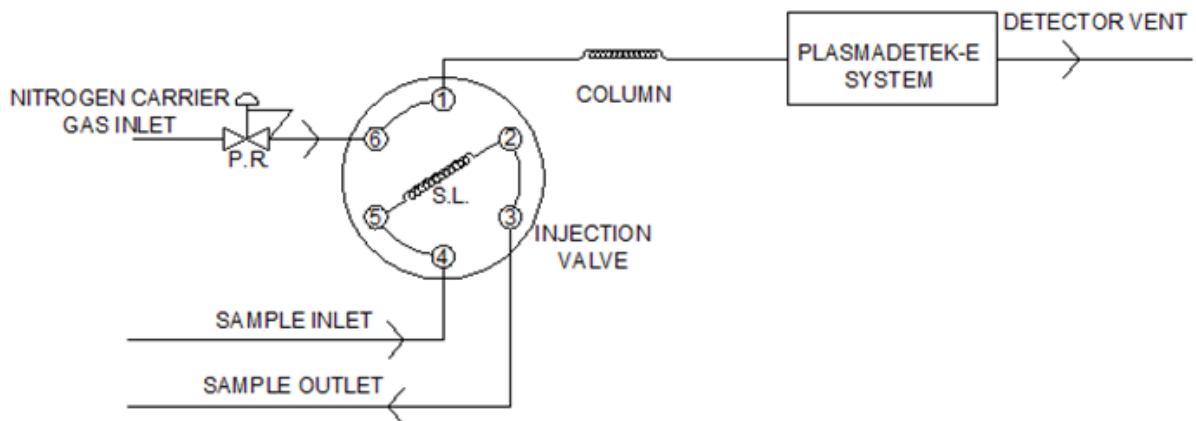 DETECTOR VENT
PLASMADETEK-E
SYSTEM
COLUMN
NITROGEN CARRIER
GAS INLET
P.R.
1
6
2
S.L.
5
3
4
INJECTION
VALVE
SAMPLE INLET
SAMPLE OUTLET